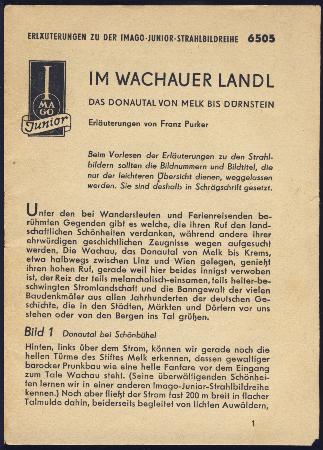 ERLÄUTERUNGEN ZU DER IMAGO-JUNIOR-STRAHLBILDREIHE 6505
I
MA
GO
Junior
IM WACHAUER LANDL
DAS DONAUTAL VON MELK BIS DÜRNSTEIN
Erläuterungen von Franz Purker
Beim Vorlesen der Erläuterungen zu den Strahl-
bildern sollten die Bildnummern und Bildtitel, die
nur der leichteren Übersicht dienen, weggelassen
werden. Sie sind deshalb in Schrägschrift gesetzt.
Unter den bei Wandersleuten und Ferienreisenden be-
rühmten Gegenden gibt es welche, die ihren Ruf den land-
schaftlichen Schönheiten verdanken, während andere ihrer
ehrwürdigen geschichtlichen Zeugnisse wegen aufgesucht
werden. Die Wachau, das Donautal von Melk bis Krems,
etwa halbwegs zwischen Linz und Wien gelegen, genießt
ihren hohen Ruf, gerade weil hier beides innigst verwoben
ist, der Reiz der teils melancholisch-einsamen, teils heiter-be-
schwingten Stromlandschaft und die Banngewalt der vielen
Baudenkmäler aus allen Jahrhunderten der deutschen Ge-
schichte, die in den Städten, Märkten und Dörfern vor uns
stehen oder von den Bergen ins Tal grüßen.
Bild 1 Donautal bei Schönbühel
Hinten, links über dem Strom, können wir gerade noch die
hellen Türme des Stiftes Melk erkennen, dessen gewaltiger
barocker Prunkbau wie eine helle Fanfare vor dem Eingang
zum Tale Wachau steht. (Seine überwältigenden Schönhei-
ten lernen wir in einer anderen Imago-Junior-Strahlbildreihe
kennen.) Noch aber fließt der Strom fast 200 m breit in flacher
Talmulde dahin, beiderseits begleitet von lichten Auwäldern,
1